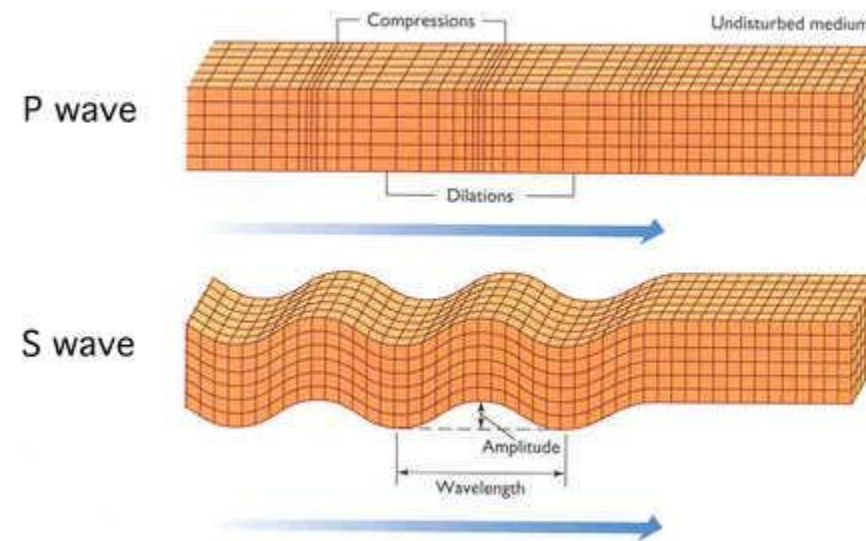 Compressions
Undisturbed medium
P wave
Dilations
S wave
Amplitude
Wavelength